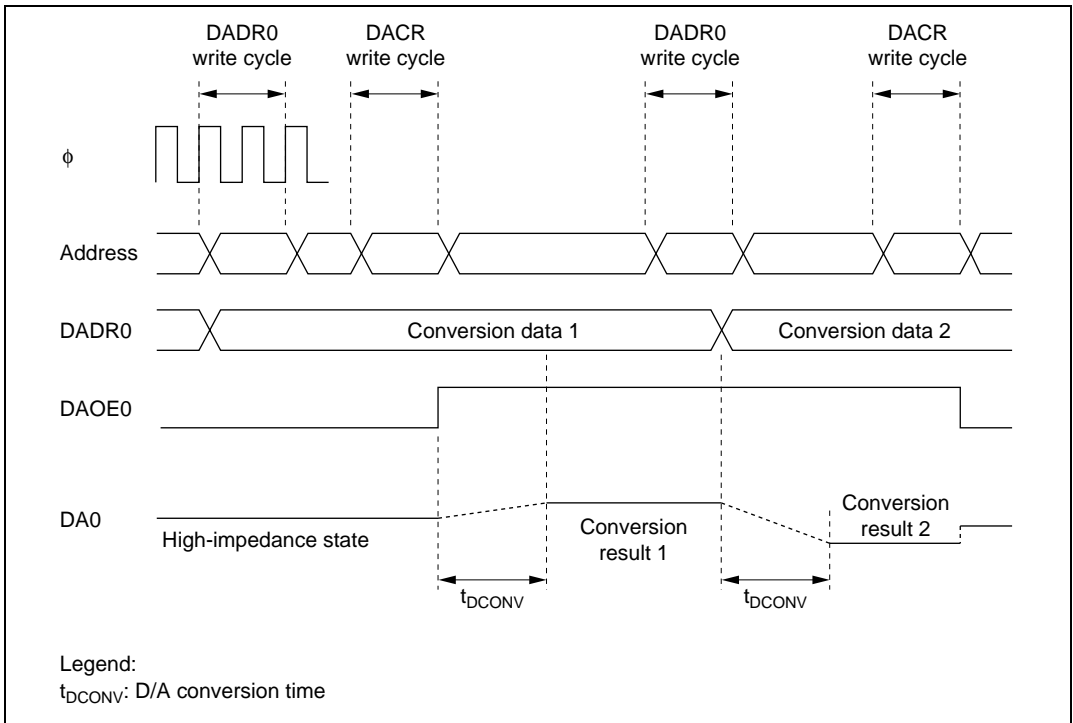 DADR0
write cycle
DACR
write cycle
DADR0
write cycle
DACR
write cycle
ϕ
Address
DADR0
Conversion data 1
Conversion data 2
DAOE0
DA0
High-impedance state
Conversion
result 1
Conversion
result 2
tDCONV
tDCONV
Legend:
tDCONV: D/A conversion time